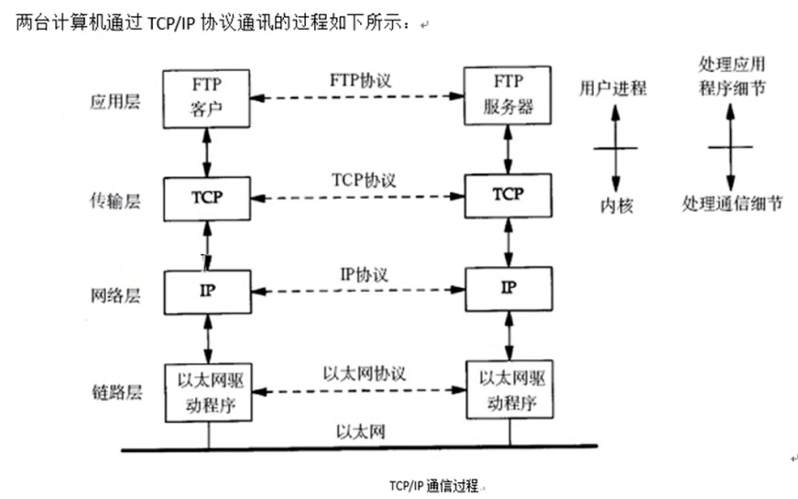 两台计算机通过 TCP/IP 协议通讯的过程如下所示：
应用层
FTP
客户
FTP协议
FTP
服务器
用户进程
处理应用
程序细节
传输层
TCP
TCP协议
TCP
内核
处理通信细节
网络层
IP
IP协议
IP
链路层
以太网驱
动程序
以太网协议
以太网驱
动程序
以太网
TCP/IP 通信过程